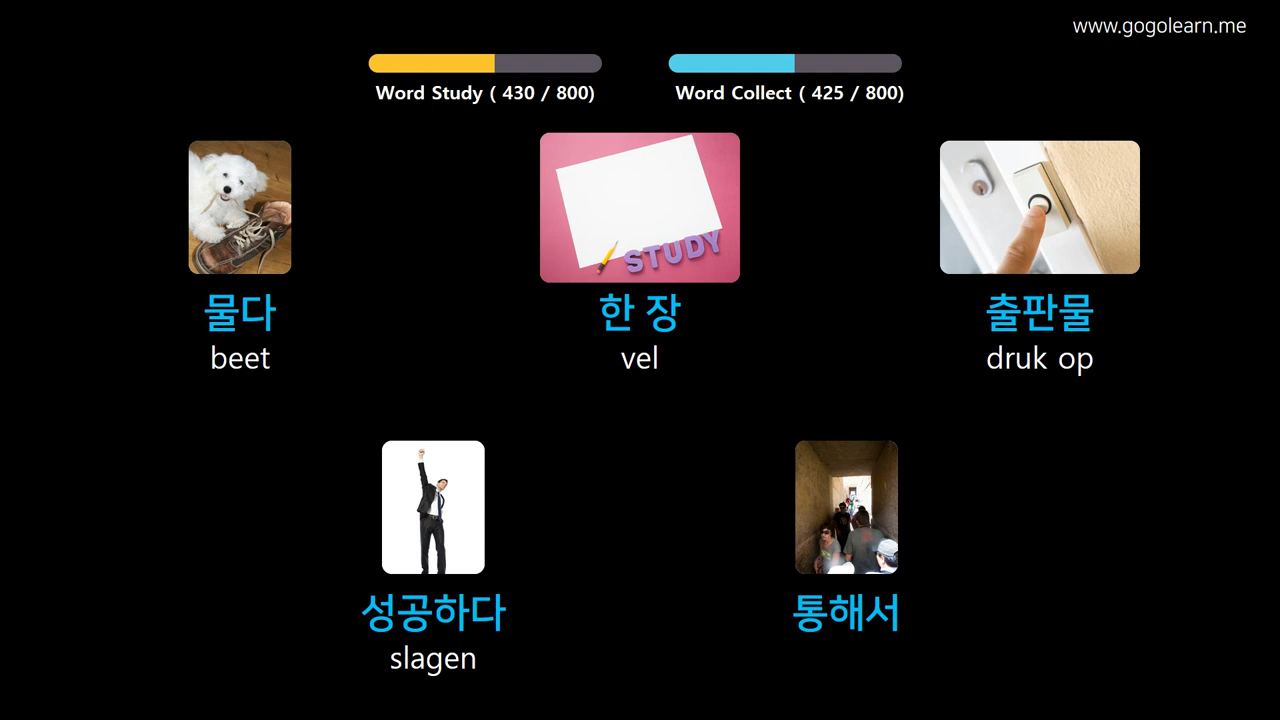 www.gogolearn.me
Word Study ( 430 / 800)
Word Collect ( 425 / 800)
STUDY
물다
beet
한 장
vel
출판물
druk op
성공하다
slagen
통해서